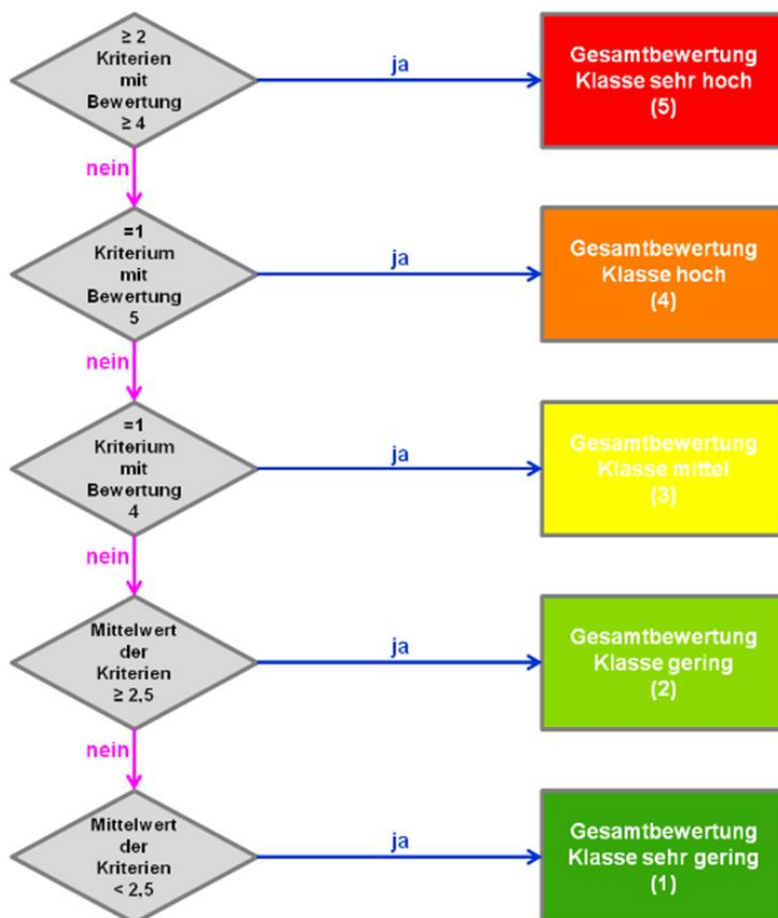 ≥ 2
Kriterien
mit
Bewertung
≥ 4
ja
Gesamtbewertung
Klasse sehr hoch
(5)
nein
=1
Kriterium
mit
Bewertung
5
ja
Gesamtbewertung
Klasse hoch
(4)
nein
=1
Kriterium
mit
Bewertung
4
ja
Gesamtbewertung
Klasse mittel
(3)
nein
Mittelwert
der
Kriterien
≥ 2,5
ja
Gesamtbewertung
Klasse gering
(2)
nein
Mittelwert
der
Kriterien
< 2,5
ja
Gesamtbewertung
Klasse sehr gering
(1)